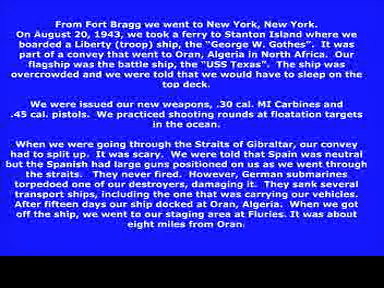 From Fort Bragg we went to New York, New York.
On August 20, 1943, we took a ferry to Stanton Island where we
boarded a Liberty (troop) ship, the "George W. Gothes".  It was
part of a convey that went to Oran, Algeria in North Africa.  Our
flagship was the battle ship, the "USS Texas".  The ship was
overcrowded and we were told that we would have to sleep on the
top deck.
We were issued our new weapons, .30 cal. MI Carbines and
.45 cal. pistols.  We practiced shooting rounds at floatation targets
in the ocean.
When we were going through the Straits of Gibraltar, our convey
had to split up.  It was scary.  We were told that Spain was neutral
but the Spanish had large guns positioned on us as we went through
the straits.  They never fired.  However, German submarines
torpedoed one of our destroyers, damaging it.  They sank several
transport ships, including the one that was carrying our vehicles.
After fifteen days our ship docked at Oran, Algeria.  When we got
off the ship, we went to our staging area at Fluries. It was about
eight miles from Oran.